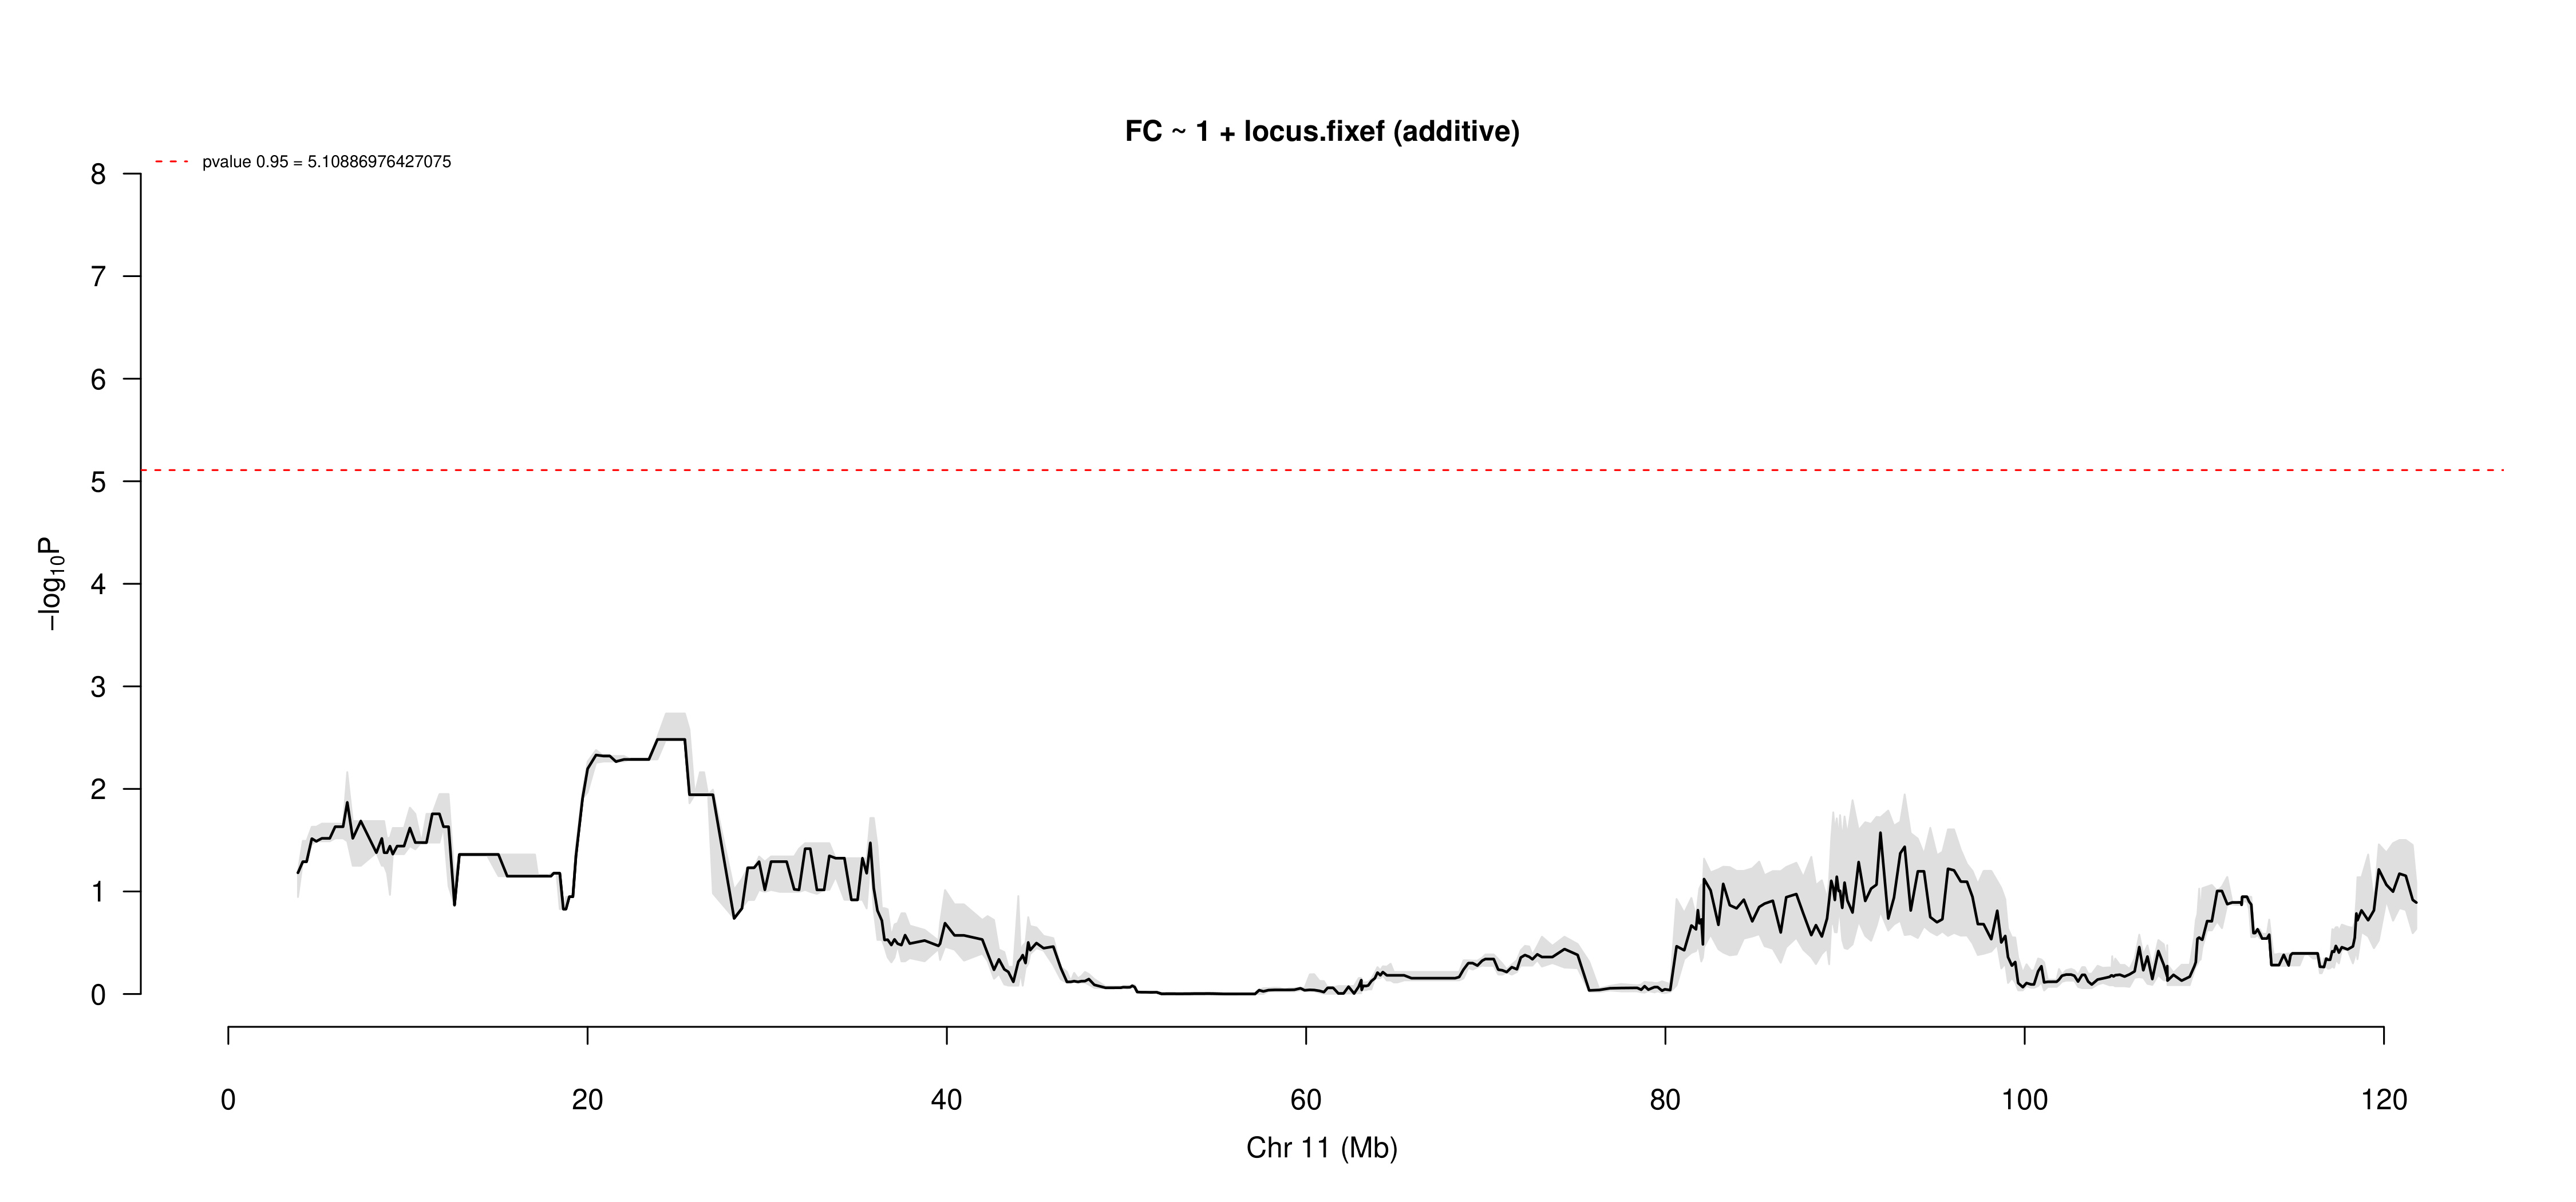 FC ~ 1 + locus.fixef (additive)
pvalue 0.95 = 5.10886976427075
8
7
6
5
4
3
2
1
0
−log10P
0 20 40 60 80 100 120
Chr 11 (Mb)